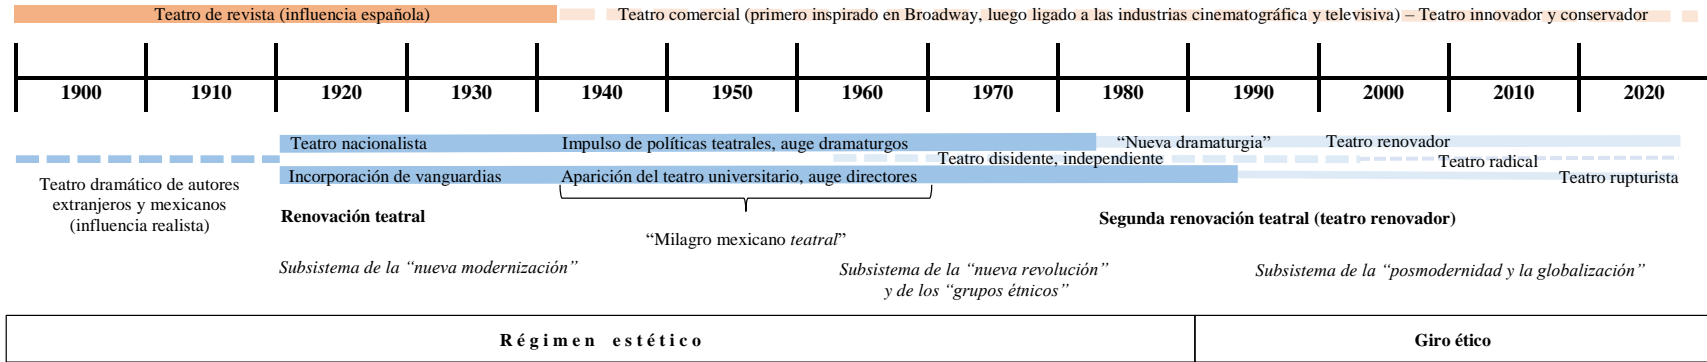 Teatro de revista (influencia española)
Teatro comercial (primero inspirado en Broadway, luego ligado a las industrias cinematográfica y televisiva) – Teatro innovador y conservador
1900 1910 1920 1930 1940 1950 1960 1970 1980 1990 2000 2010 2020
Teatro nacionalista
Impulso de políticas teatrales, auge dramaturgos
“Nueva dramaturgia”
Teatro renovador
Teatro disidente, independiente
Teatro radical
Incorporación de vanguardias
Aparición del teatro universitario, auge directores
Teatro rupturista
Teatro dramático de autores
extranjeros y mexicanos
(influencia realista)
Renovación teatral
Segunda renovación teatral (teatro renovador)
“Milagro mexicano teatral”
Subsistema de la “nueva modernización”
Subsistema de la “nueva revolución”
y de los “grupos étnicos”
Subsistema de la “posmodernidad y la globalización”
Régimen estético
Giro ético